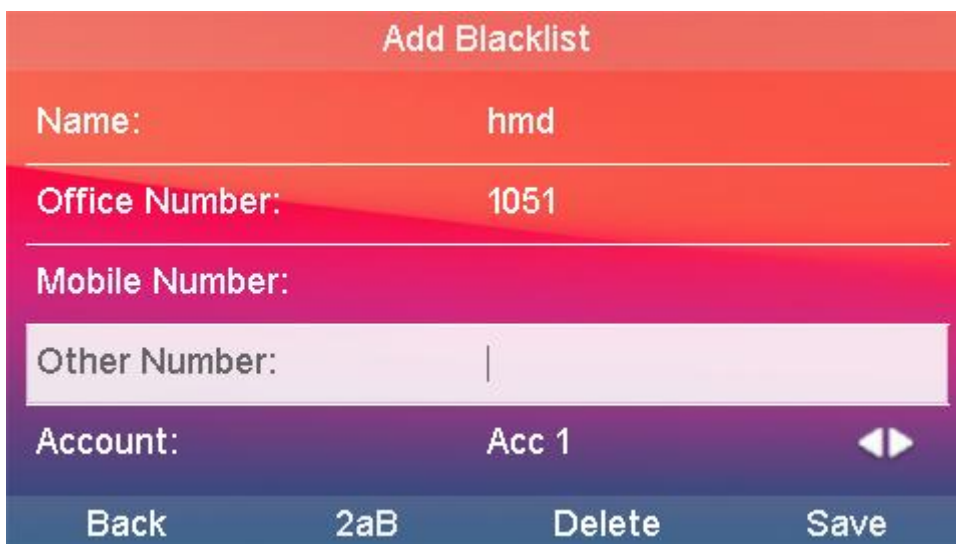 Add Blacklist
Name: hmd
Office Number: 1051
Mobile Number:
Other Number:
Account: Acc 1
Back 2aB Delete Save